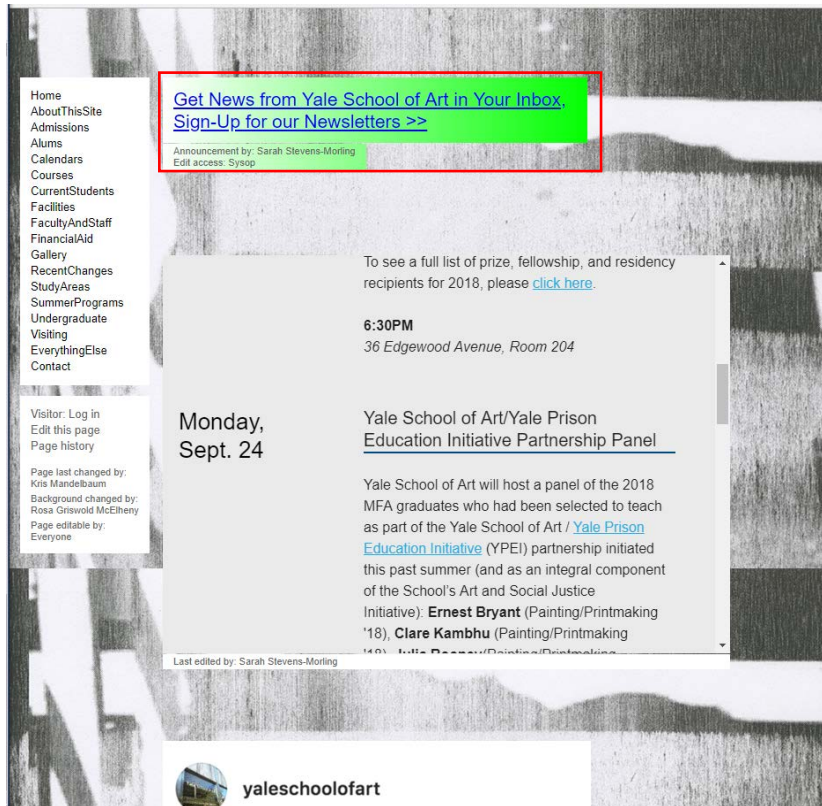 Home
AboutThisSite
Admissions
Alums
Calendars
Courses
CurrentStudents
Facilities
FacultyAndStaff
FinancialAid
Gallery
RecentChanges
StudyAreas
SummerPrograms
Undergraduate
Visiting
EverythingElse
Contact
Visitor: Log in
Edit this page
Page history
Page last changed by:
Kris Mandelbaum
Background changed by:
Rosa Griswold McElheny
Page editable by:
Everyone
Get News from Yale School of Art in Your Inbox,
Sign-Up for our Newsletters >>
Announcement by: Sarah Stevens-Morling
Edit access: Sysop
To see a full list of prize, fellowship, and residency
recipients for 2018, please click here.
6:30PM
36 Edgewood Avenue, Room 204
Monday,
Sept. 24
Yale School of Art/Yale Prison
Education Initiative Partnership Panel
Yale School of Art will host a panel of the 2018
MFA graduates who had been selected to teach
as part of the Yale School of Art / Yale Prison
Education Initiative (YPEI) partnership initiated
this past summer (and as an integral component
of the School's Art and Social Justice
Initiative): Ernest Bryant (Painting/Printmaking
'18), Clare Kambhu (Painting/Printmaking
'18), Julia Rooney(Painting/Printmaking
Last edited by: Sarah Stevens-Morling
yaleschoolofart